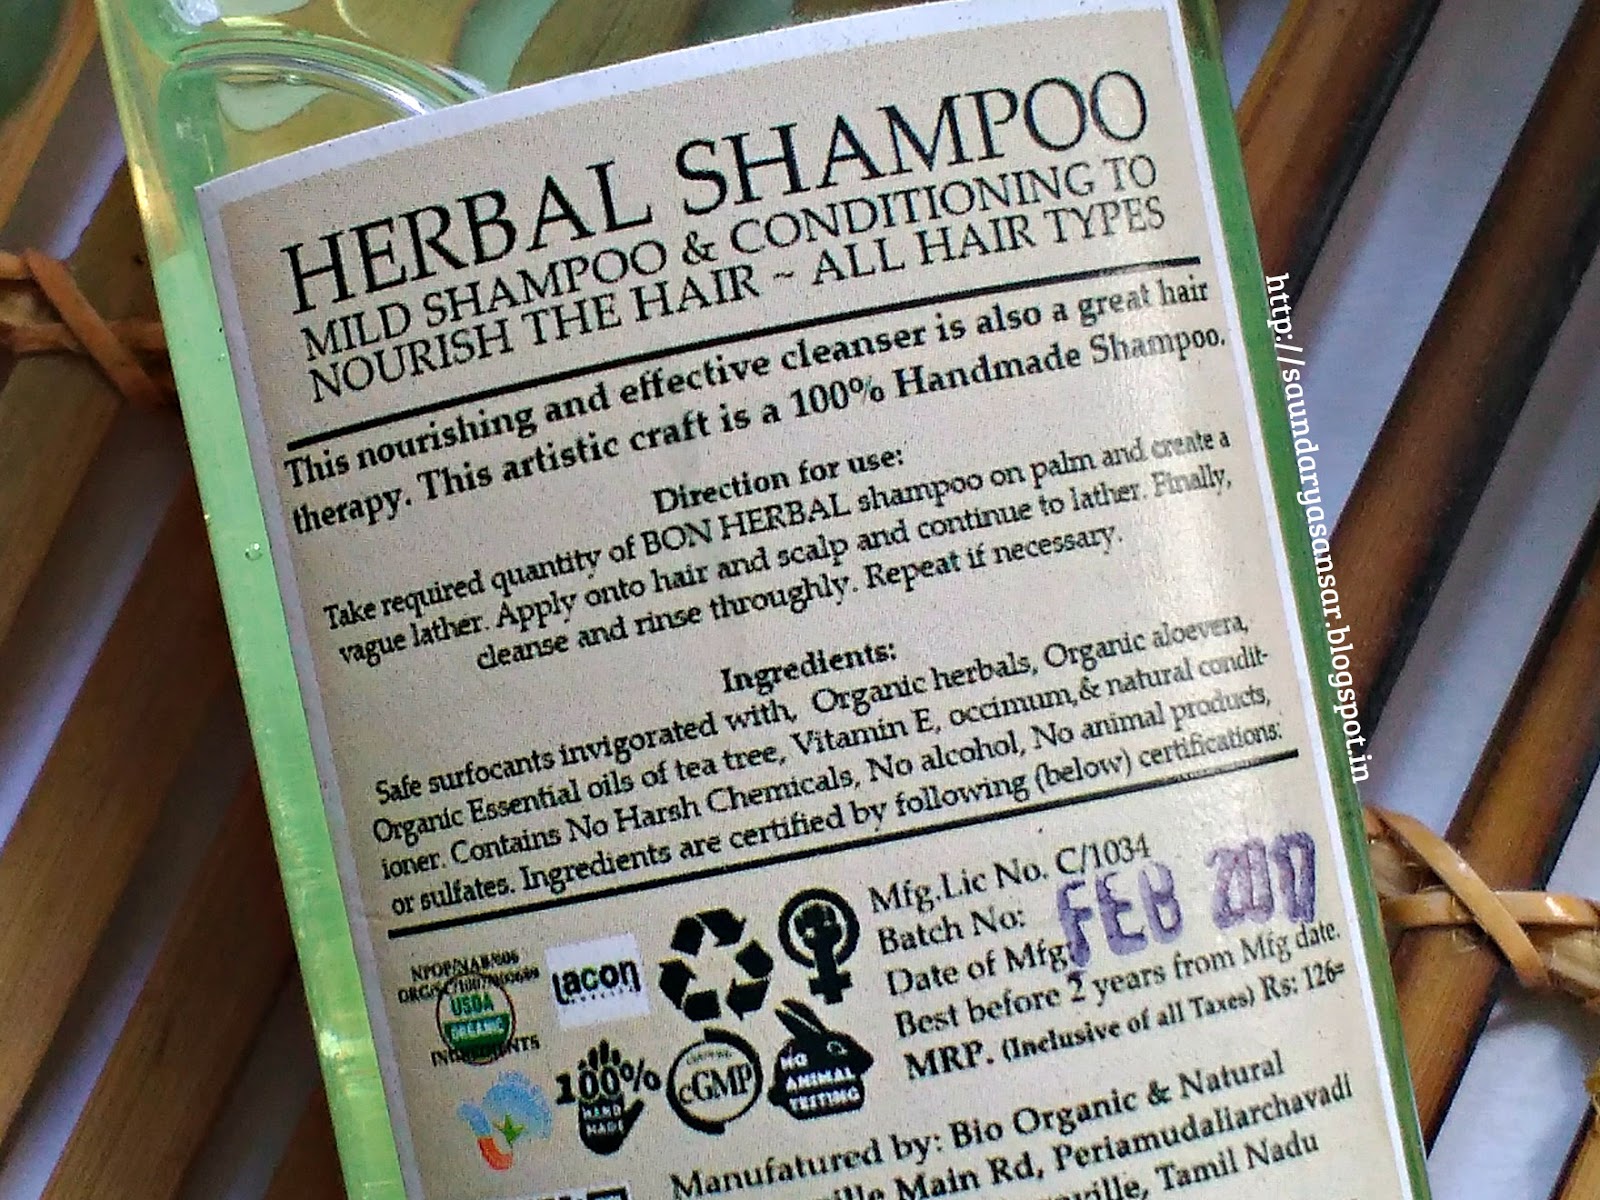 HERBAL SHAMPOO
MILD SHAMPOO & CONDITIONING TO
NOURISH THE HAIR ~ ALL HAIR TYPES
This nourishing and effective cleanser is also a great hair
therapy. This artistic craft is a 100% Handmade Shampoo.
Direction for use:
Take required quantity of BON HERBAL shampoo on palm and create a
vague lather. Apply onto hair and scalp and continue to lather. Finally,
cleanse and rinse throughly. Repeat if necessary.
Ingredients:
Safe surfocants invigorated with, Organic herbals, Organic aloevera,
Organic Essential oils of tea tree, Vitamin E, occimum,& natural condit-
ioner. Contains No Harsh Chemicals, No alcohol, No animal products,
or sulfates. Ingredients are certified by following (below) certifications:
USDA
ORGANIC
INGREDIENTS
lacon
100%
HAND
MADE
cGMP
NO
ANIMAL
TESTING
Mfg.Lic No. C/1034
Batch No:
FEB 2017
Date of Mfg:
Best before 2 years from Mfg date.
MRP. (Inclusive of all Taxes) Rs: 126=
Manufatured by: Bio Organic & Natural
Main Rd, Periamudaliarchavadi
Tamil Nadu
http://saundaryasansar.blogspot.in